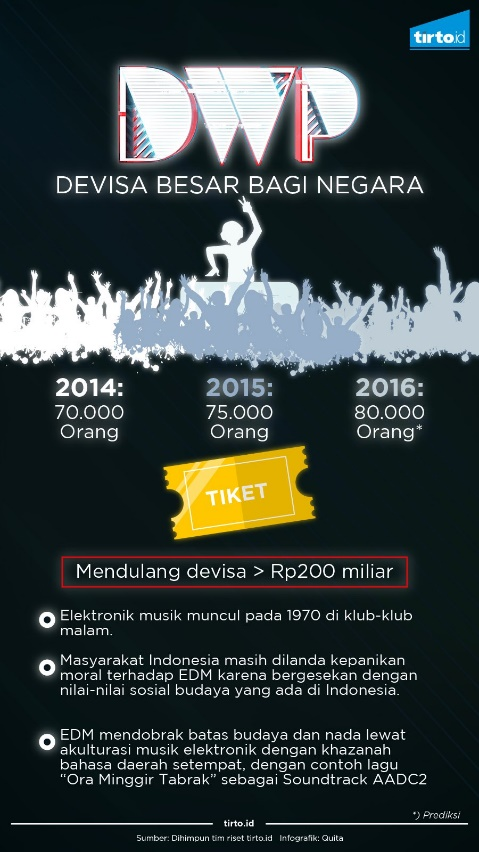 tirto.id
DWP
DEVISA BESAR BAGI NEGARA
2014:
70.000
Orang
2015:
75.000
Orang
2016:
80.000
Orang*
TIKET
Mendulang devisa > Rp200 miliar
Elektronik musik muncul pada 1970 di klub-klub
malam.
Masyarakat Indonesia masih dilanda kepanikan
moral terhadap EDM karena bergesekan dengan
nilai-nilai sosial budaya yang ada di Indonesia.
EDM mendobrak batas budaya dan nada lewat
akulturasi musik elektronik dengan khazanah
bahasa daerah setempat, dengan contoh lagu
“Ora Minggir Tabrak” sebagai Soundtrack AADC2
*) Prediksi
tirto.id
Sumber: Dihimpun tim riset tirto.id Infografik: Quita